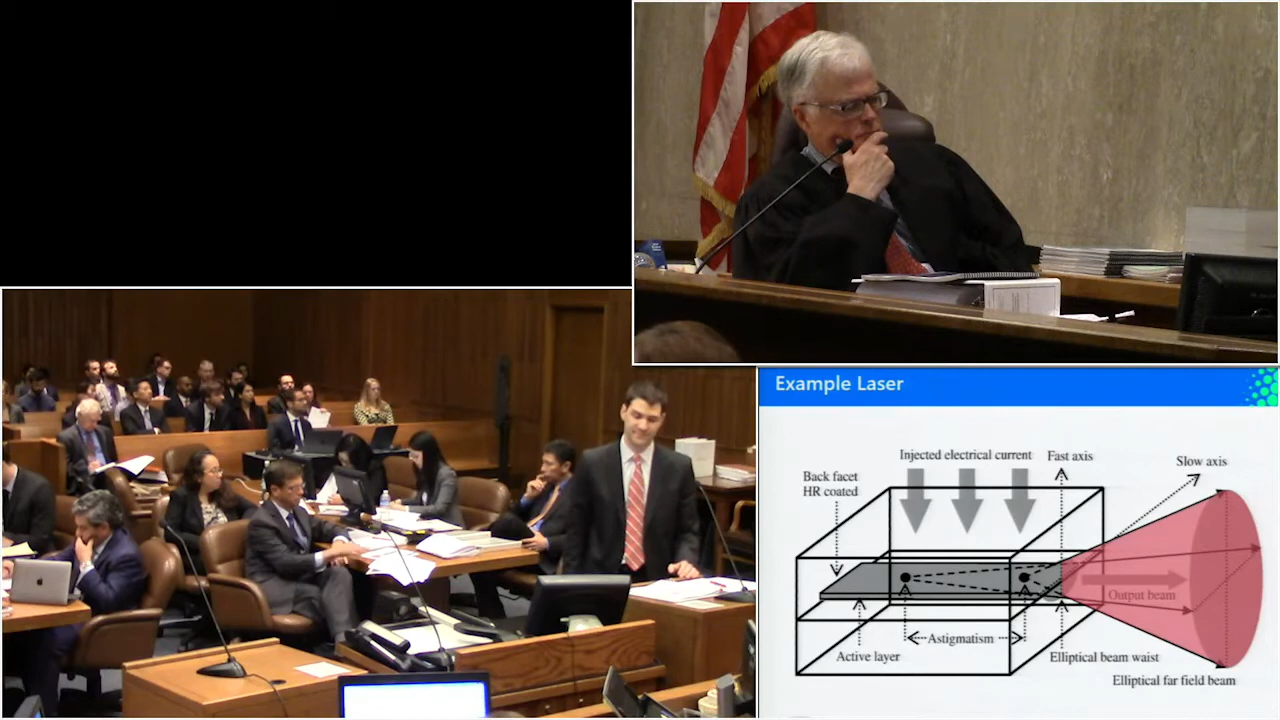 Example Laser
Injected electrical current
Fast axis
Slow axis
Back facet
HR coated
Output beam
Astigmatism
Active layer
Elliptical beam waist
Elliptical far field beam